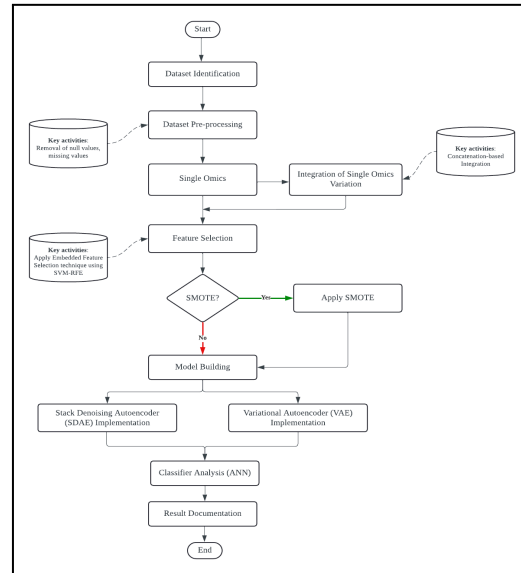 Start
Dataset Identification
Dataset Pre-processing
Key activities:
Removal of null values,
missing values
Single Omics
Integration of Single Omics
Variation
Key activities:
Concatenation-based
Integration
Feature Selection
Key activities:
Apply Embedded Feature
Selection technique using
SVM-RFE
SMOTE?
Yes
Apply SMOTE
No
Model Building
Stack Denoising Autoencoder
(SDAE) Implementation
Variational Autoencoder (VAE)
Implementation
Classifier Analysis (ANN)
Result Documentation
End